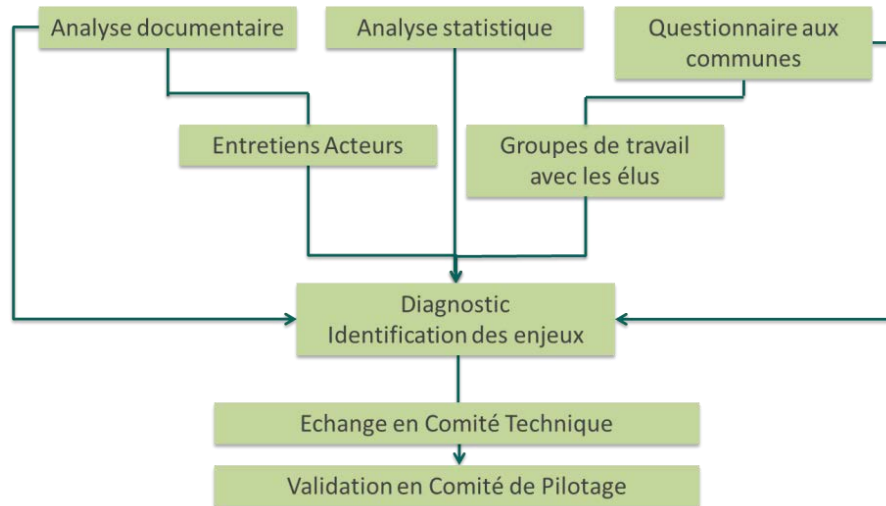 Analyse documentaire
Analyse statistique
Questionnaire aux
communes
Entretiens Acteurs
Groupes de travail
avec les élus
Diagnostic
Identification des enjeux
Echange en Comité Technique
Validation en Comité de Pilotage